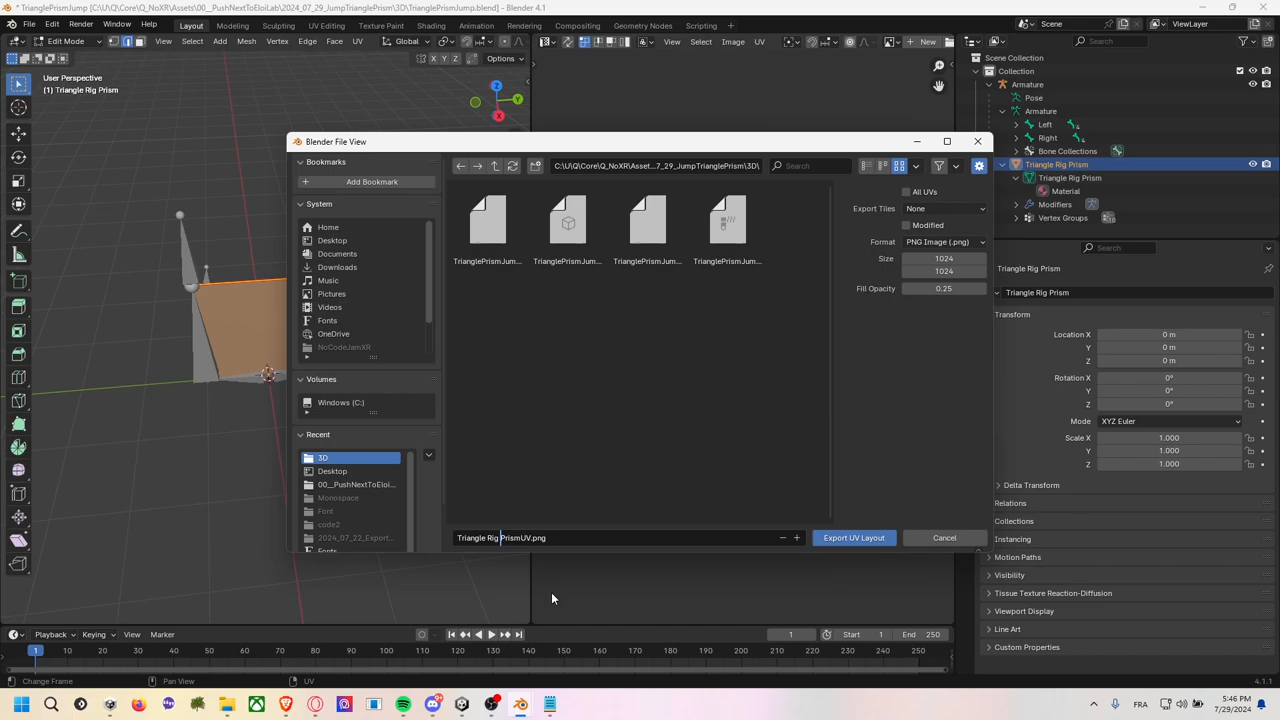 * TrianglePrismJump [C:\U\Q\Core\Q_NoXR\Assets\00__PushNextToEloiLab\2024_07_29_JumpTrianglePrism\3D\TrianglePrismJump.blend] - Blender 4.1
File Edit Render Window Help Layout Modeling Sculpting UV Editing Texture Paint Shading Animation Rendering Compositing Geometry Nodes Scripting + Scene ViewLayer
Edit Mode View Select Add Mesh Vertex Edge Face UV Global View Select Image UV New Search
X Y Z Options
User Perspective
(1) Triangle Rig Prism
Z
Y
X
Scene Collection
Collection
Armature
Pose
Armature
Left
Right
Bone Collections
Triangle Rig Prism
Triangle Rig Prism
Material
Modifiers
Vertex Groups
Blender File View
Bookmarks
Add Bookmark
System
Home
Desktop
Documents
Downloads
Music
Pictures
Videos
Fonts
OneDrive
NoCodeJamXR
Volumes
Windows (C:)
Recent
3D
Desktop
00__PushNextToEloi...
Monospace
Font
code2
2024_07_22_Export...
Fonts
C:\U\Q\Core\Q_NoXR\Asset...7_29_JumpTrianglePrism\3D\
Search
TrianglePrismJum... TrianglePrismJum... TrianglePrismJum... TrianglePrismJum...
All UVs
Export Tiles None
Modified
Format PNG Image (.png)
Size 1024
1024
Fill Opacity 0.25
Triangle Rig PrismUV.png
Export UV Layout Cancel
Search
Triangle Rig Prism
Triangle Rig Prism
Transform
Location X 0 m
Y 0 m
Z 0 m
Rotation X 0°
Y 0°
Z 0°
Mode XYZ Euler
Scale X 1.000
Y 1.000
Z 1.000
Delta Transform
Relations
Collections
Instancing
Motion Paths
Visibility
Tissue Texture Reaction-Diffusion
Viewport Display
Line Art
Custom Properties
Playback Keying View Marker 1 Start 1 End 250
1 10 20 30 40 50 60 70 80 90 100 110 120 130 140 150 160 170 180 190 200 210 220 230 240 250
Change Frame Pan View UV 4.1.1
FRA 5:46 PM
7/29/2024